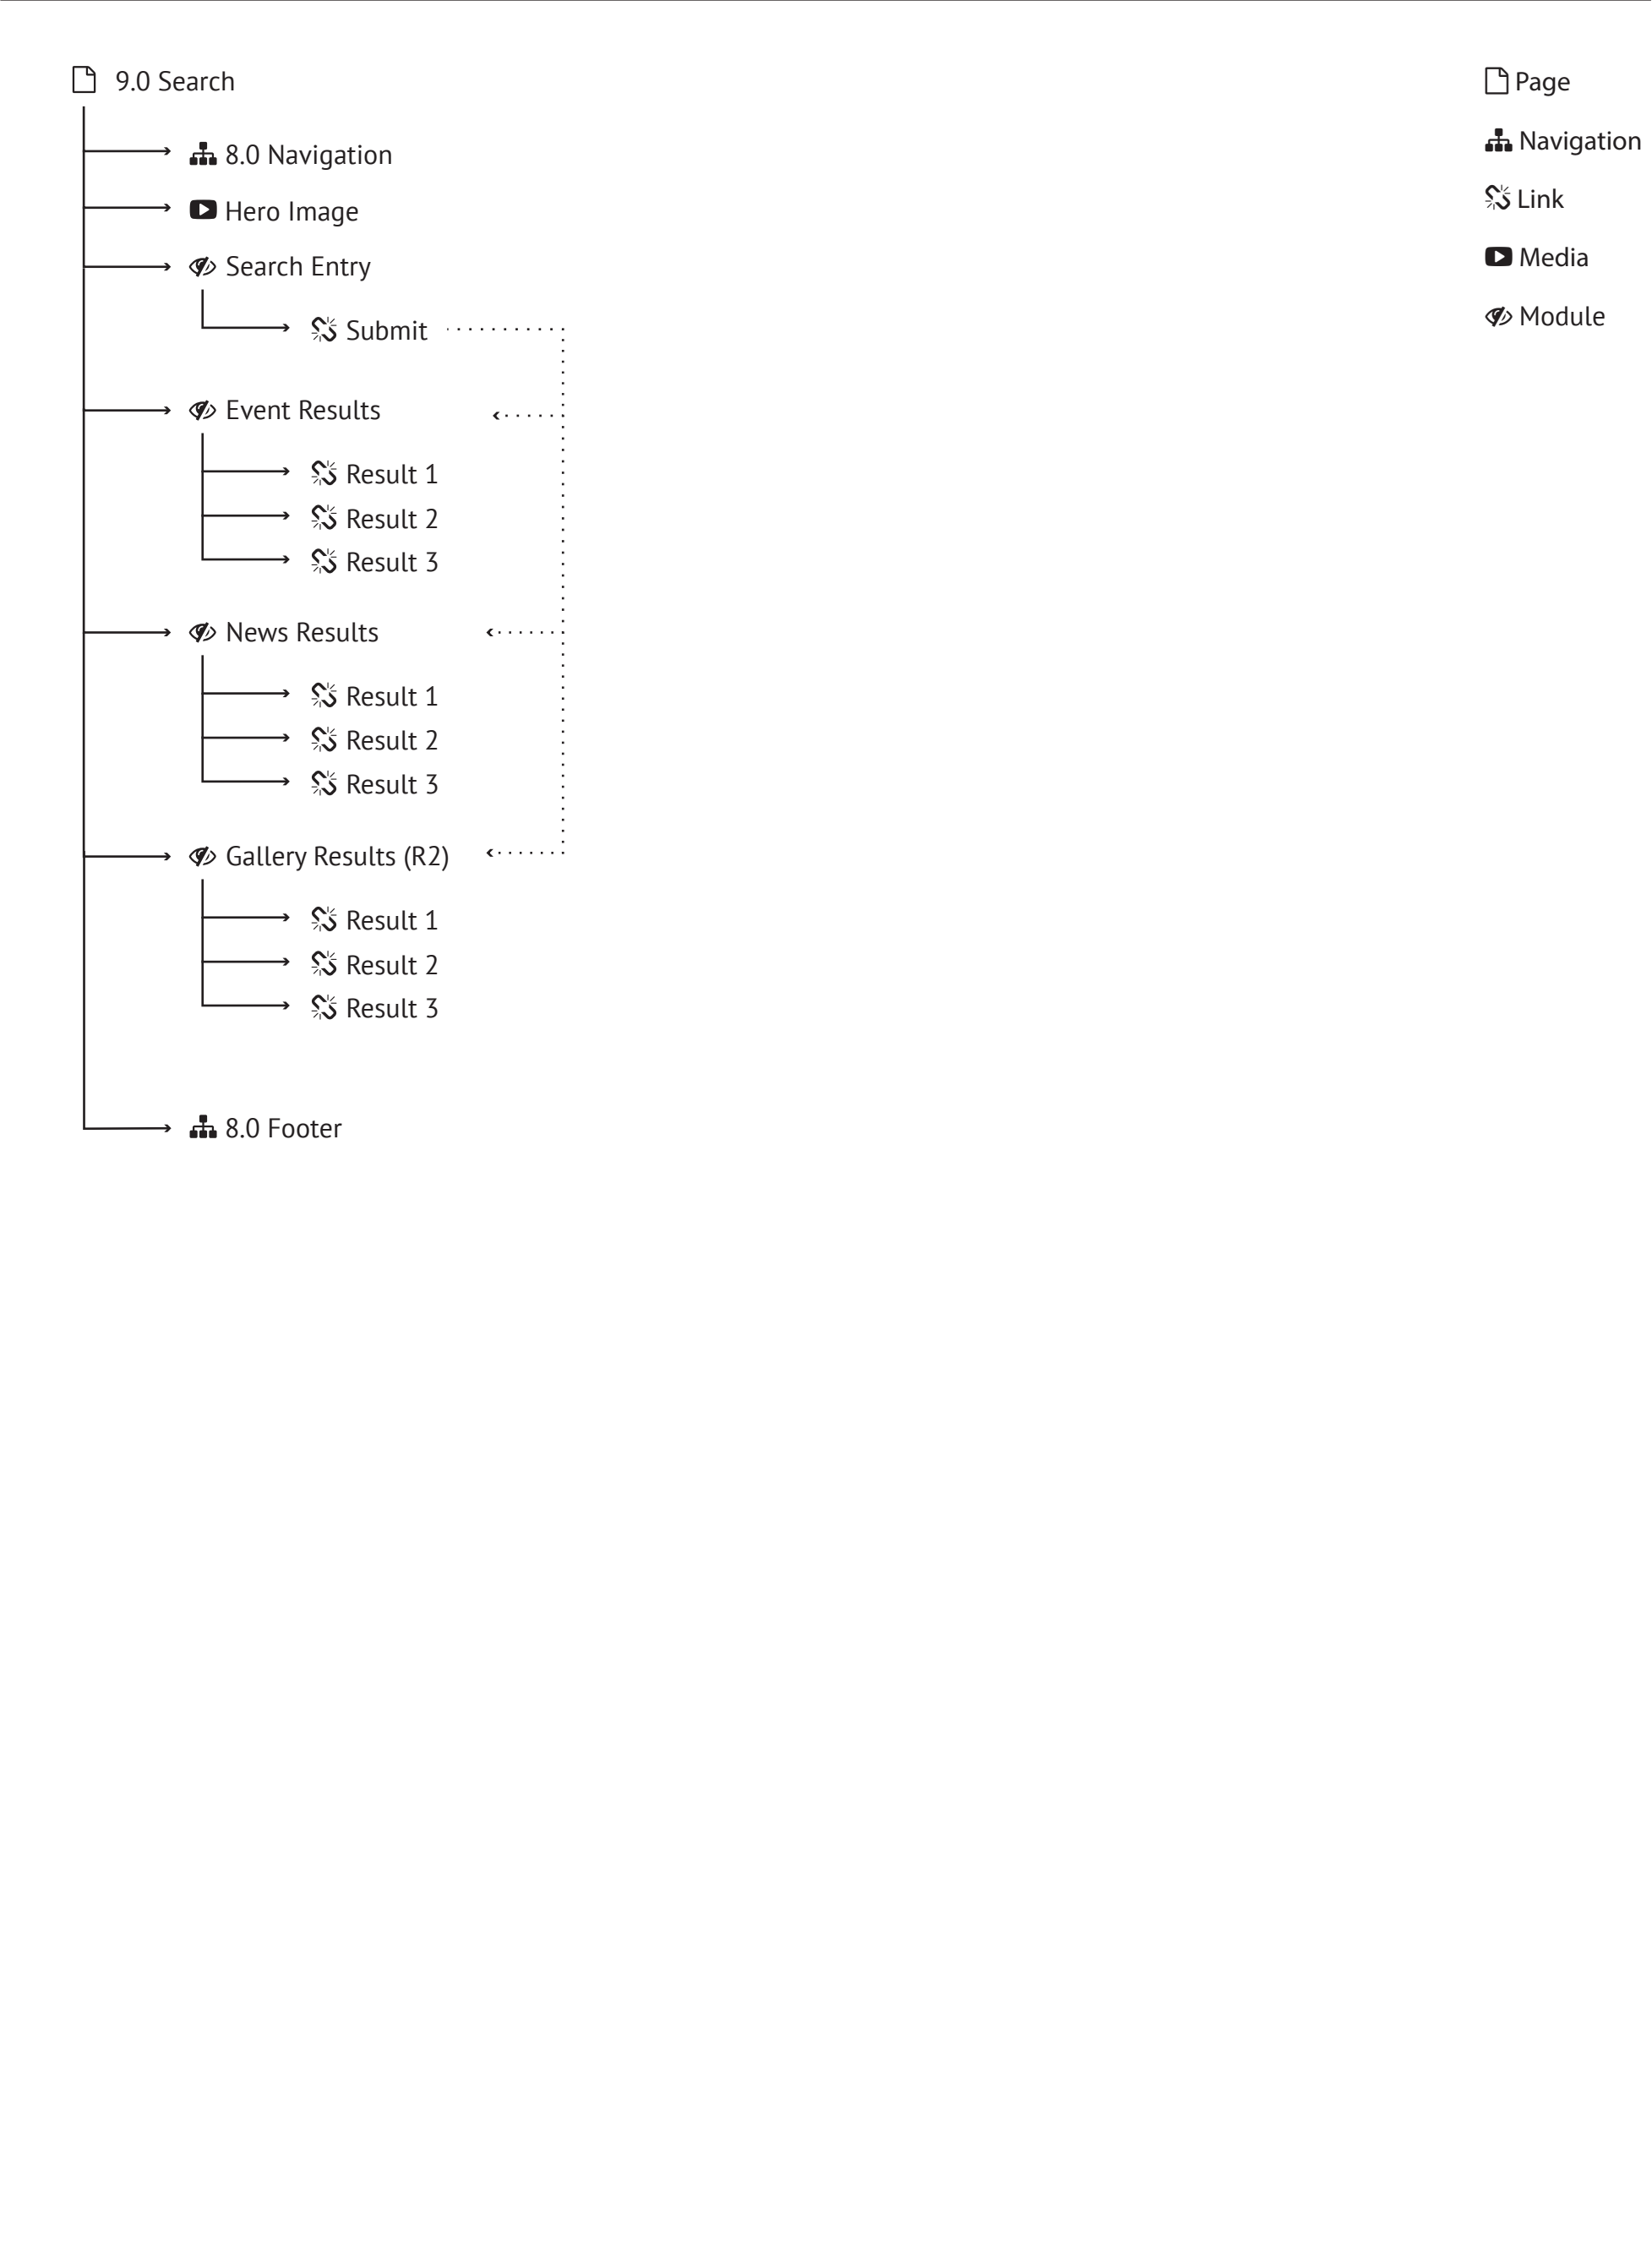 9.0 Search
8.0 Navigation
Hero Image
Search Entry
Submit
Event Results
Result 1
Result 2
Result 3
News Results
Result 1
Result 2
Result 3
Gallery Results (R2)
Result 1
Result 2
Result 3
8.0 Footer
Page
Navigation
Link
Media
Module